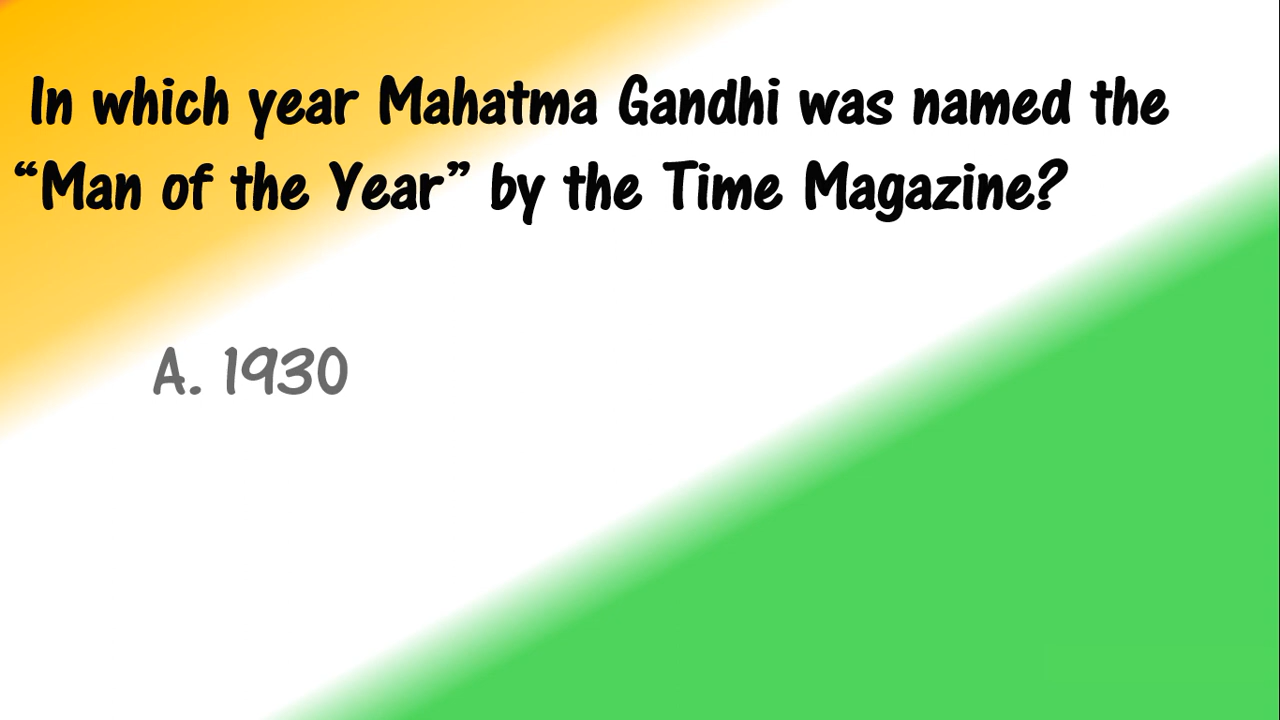 In which year Mahatma Gandhi was named the
“Man of the Year” by the Time Magazine?
A. 1930